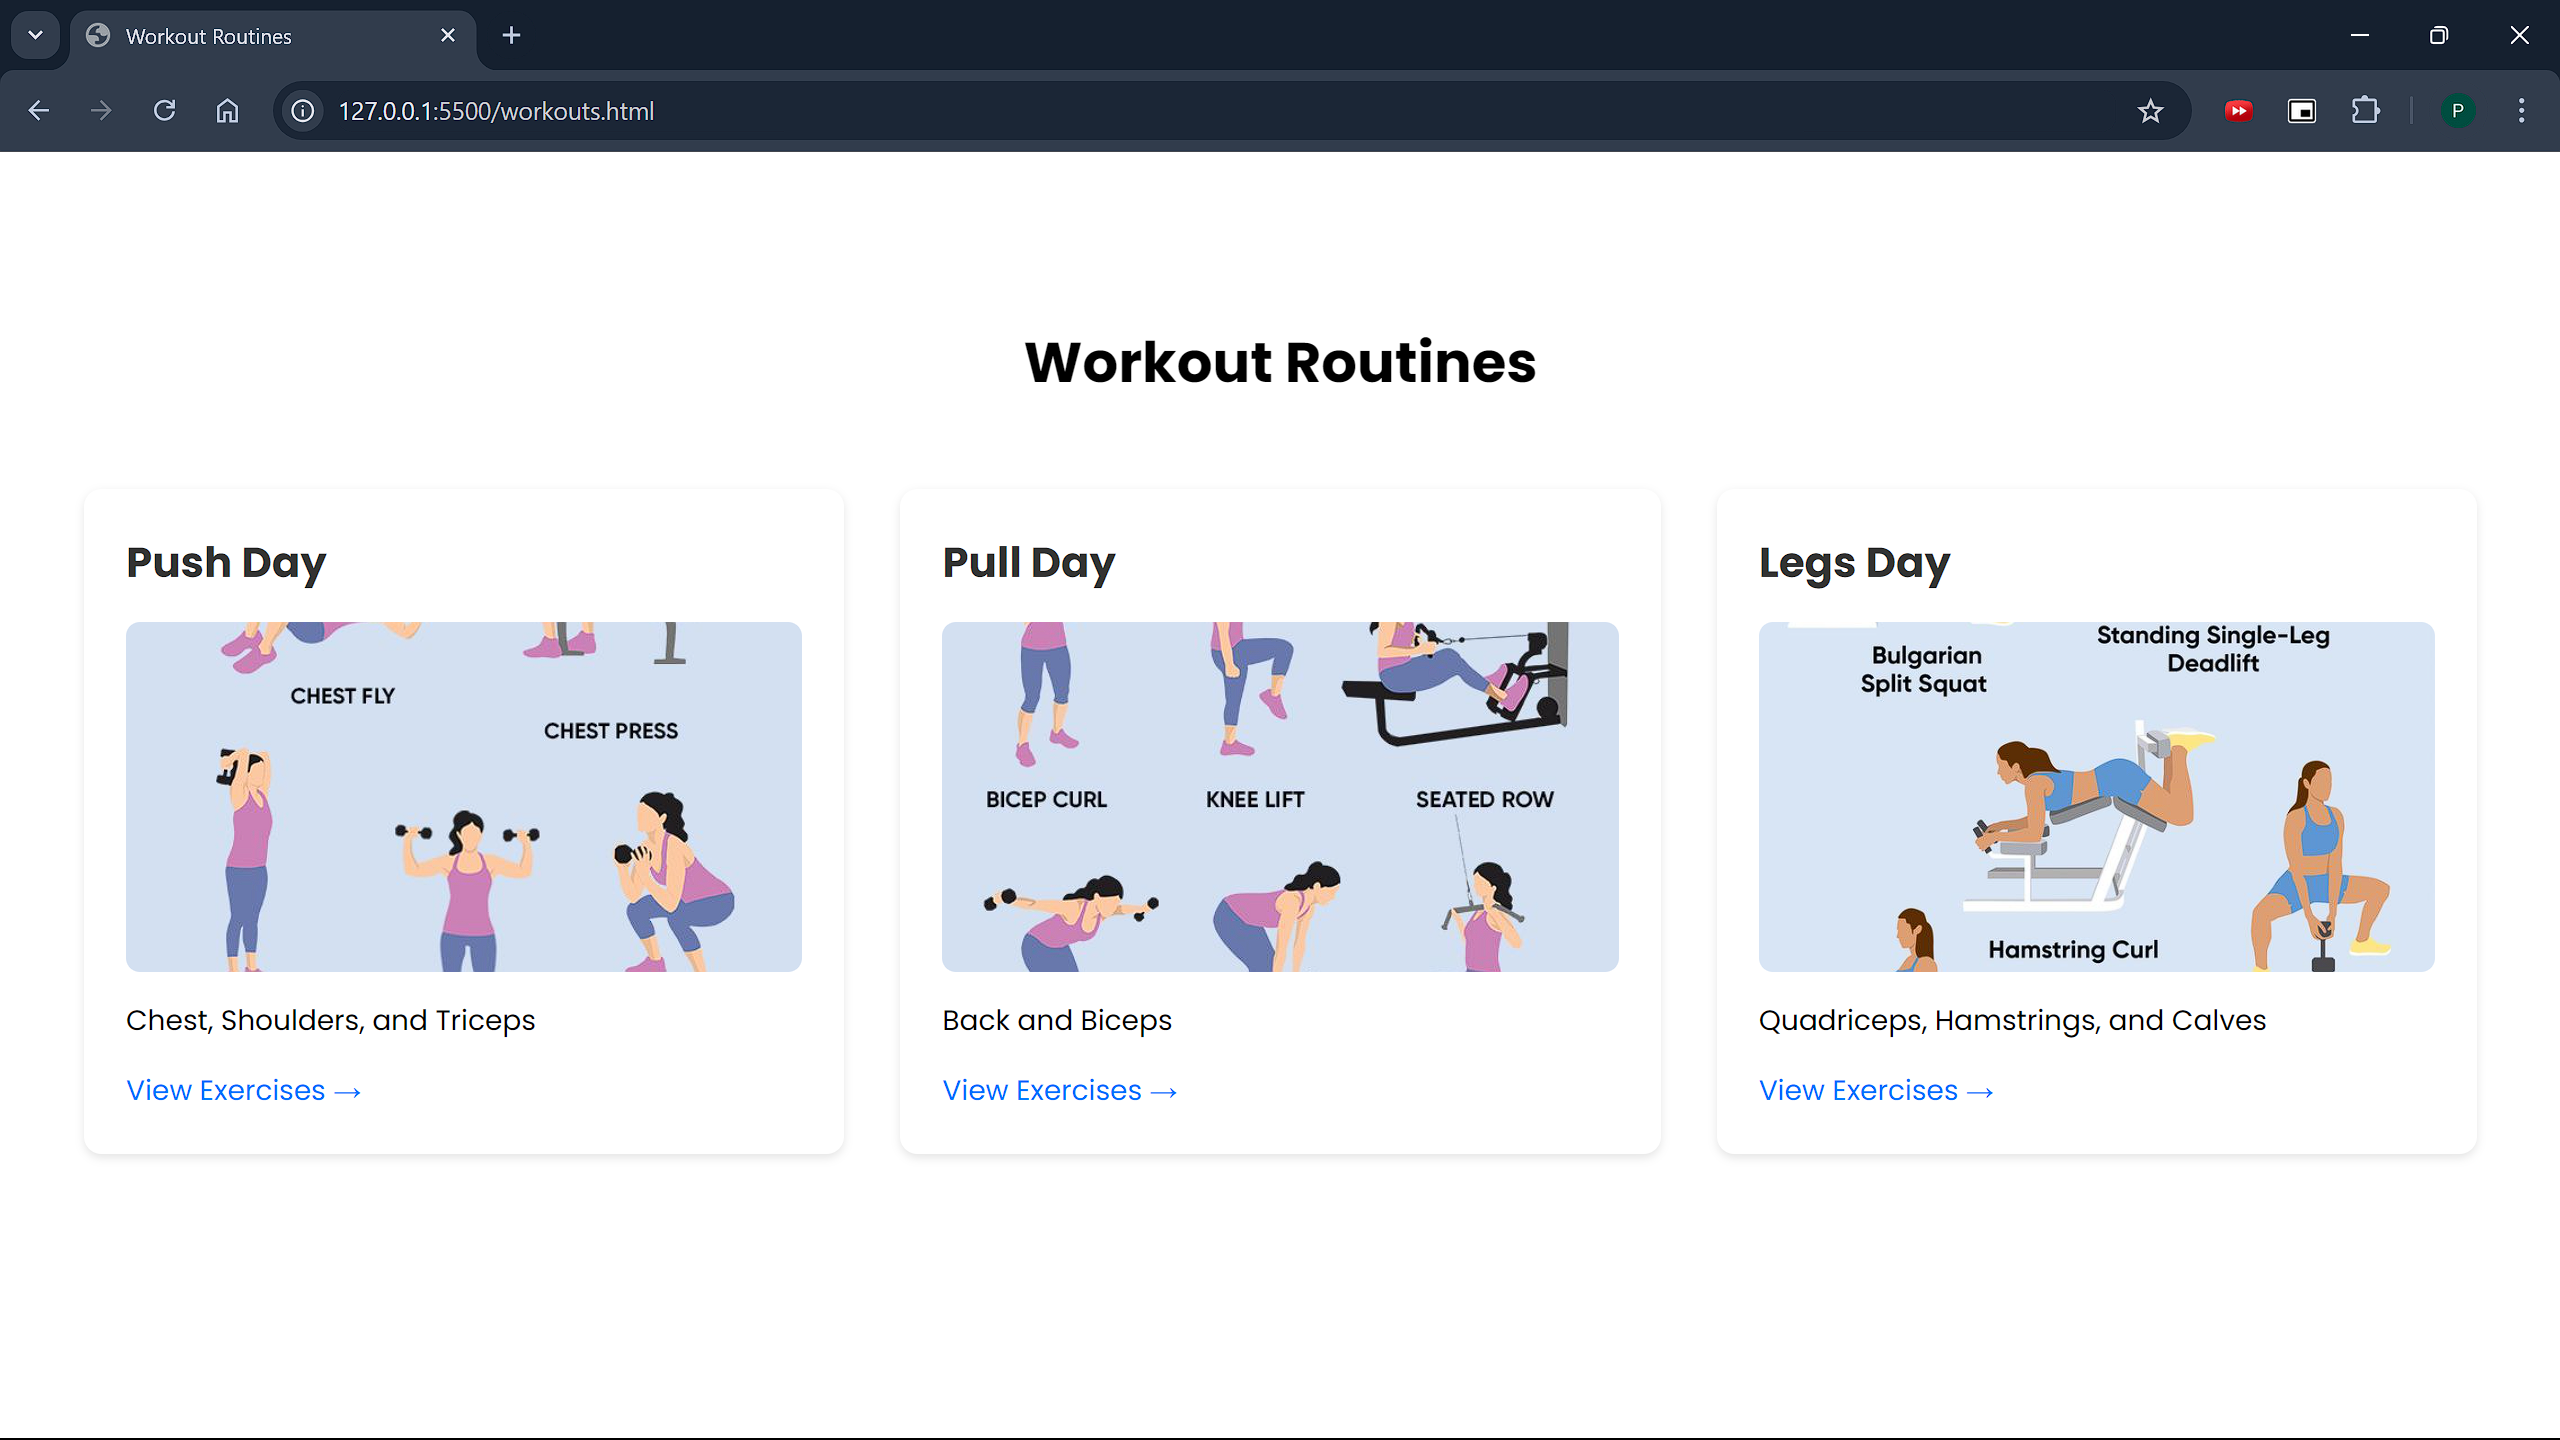 Workout Routines
127.0.0.1:5500/workouts.html
P
Workout Routines
Push Day
CHEST FLY
CHEST PRESS
Chest, Shoulders, and Triceps
View Exercises →
Pull Day
BICEP CURL
KNEE LIFT
SEATED ROW
Back and Biceps
View Exercises →
Legs Day
Bulgarian
Split Squat
Standing Single-Leg
Deadlift
Hamstring Curl
Quadriceps, Hamstrings, and Calves
View Exercises →